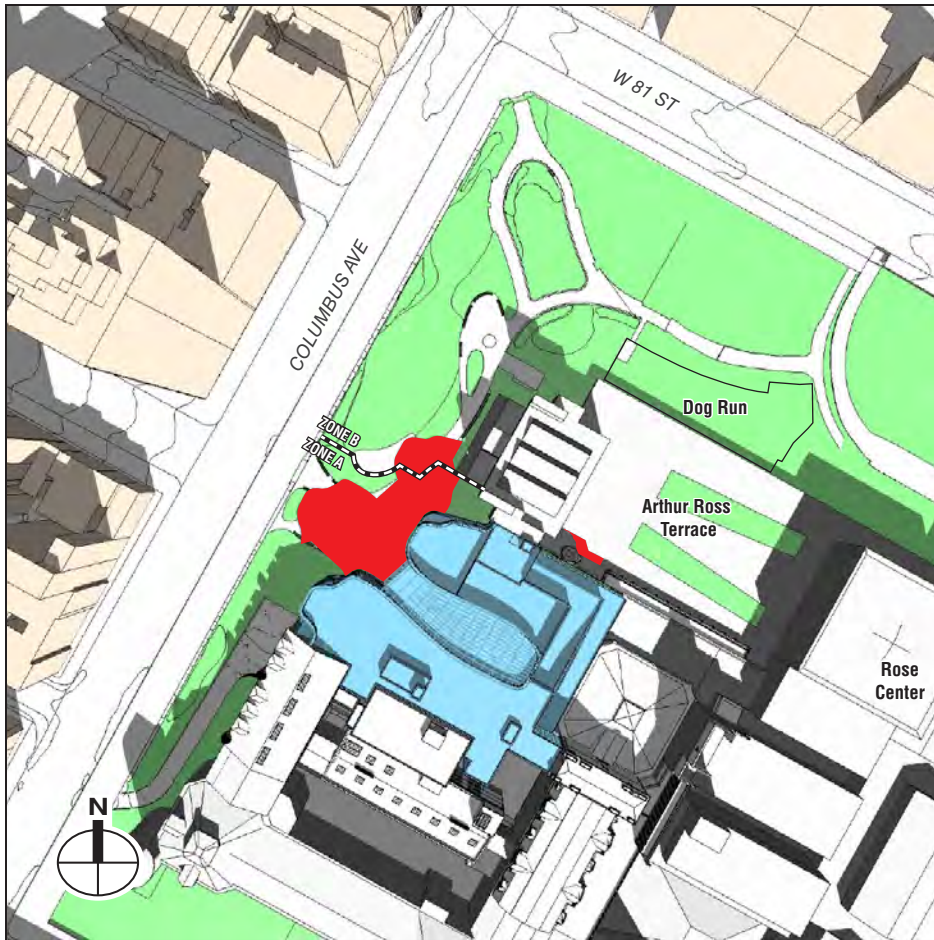 W 81 ST
COLUMBUS AVE
Dog Run
ZONE B
ZONE A
Arthur Ross
Terrace
Rose
Center
N